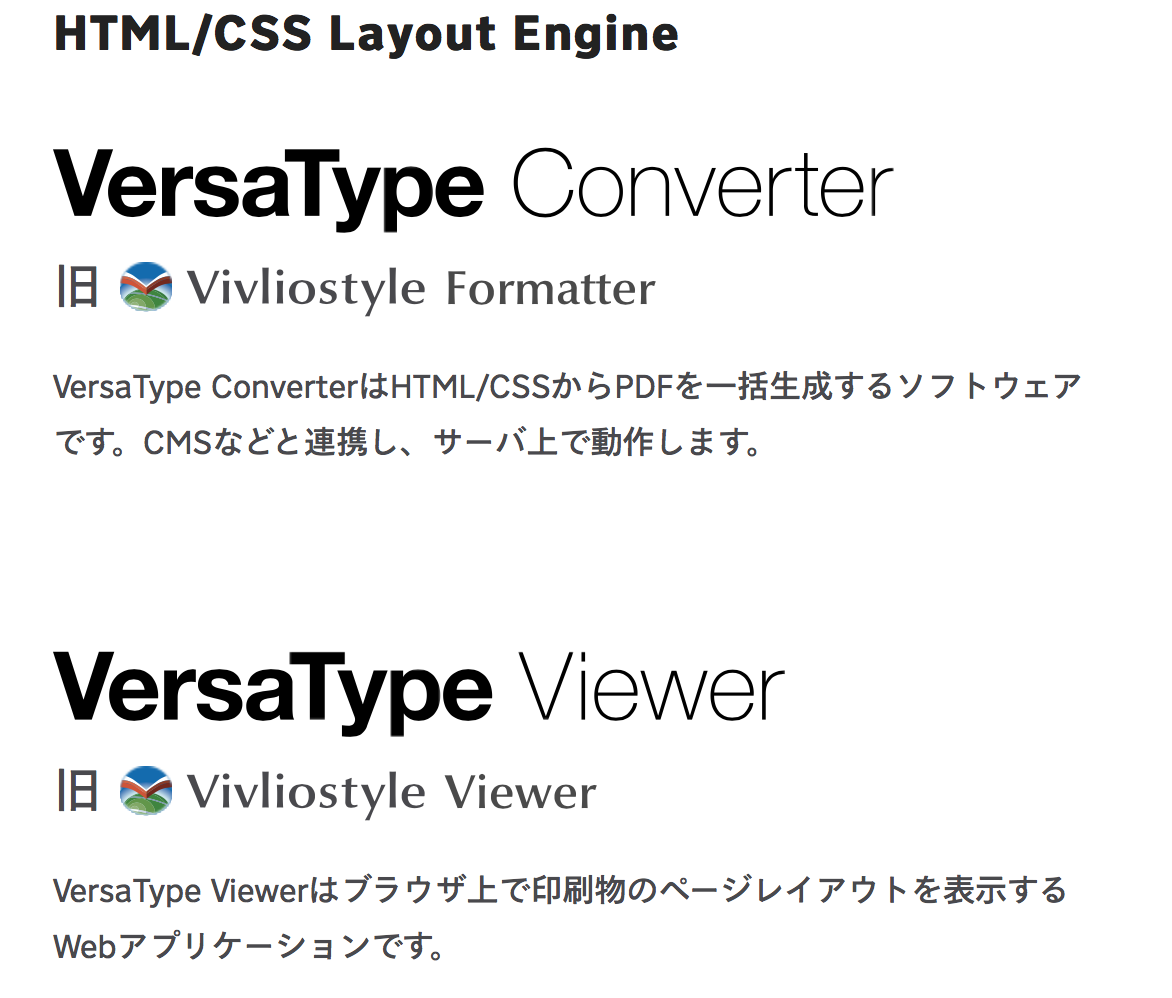 HTML/CSS Layout Engine
VersaType Converter
旧 Vivliostyle Formatter
VersaType ConverterはHTML/CSSからPDFを一括生成するソフトウェア
です。CMSなどと連携し、サーバ上で動作します。
VersaType Viewer
旧 Vivliostyle Viewer
VersaType Viewerはブラウザ上で印刷物のページレイアウトを表示する
Webアプリケーションです。